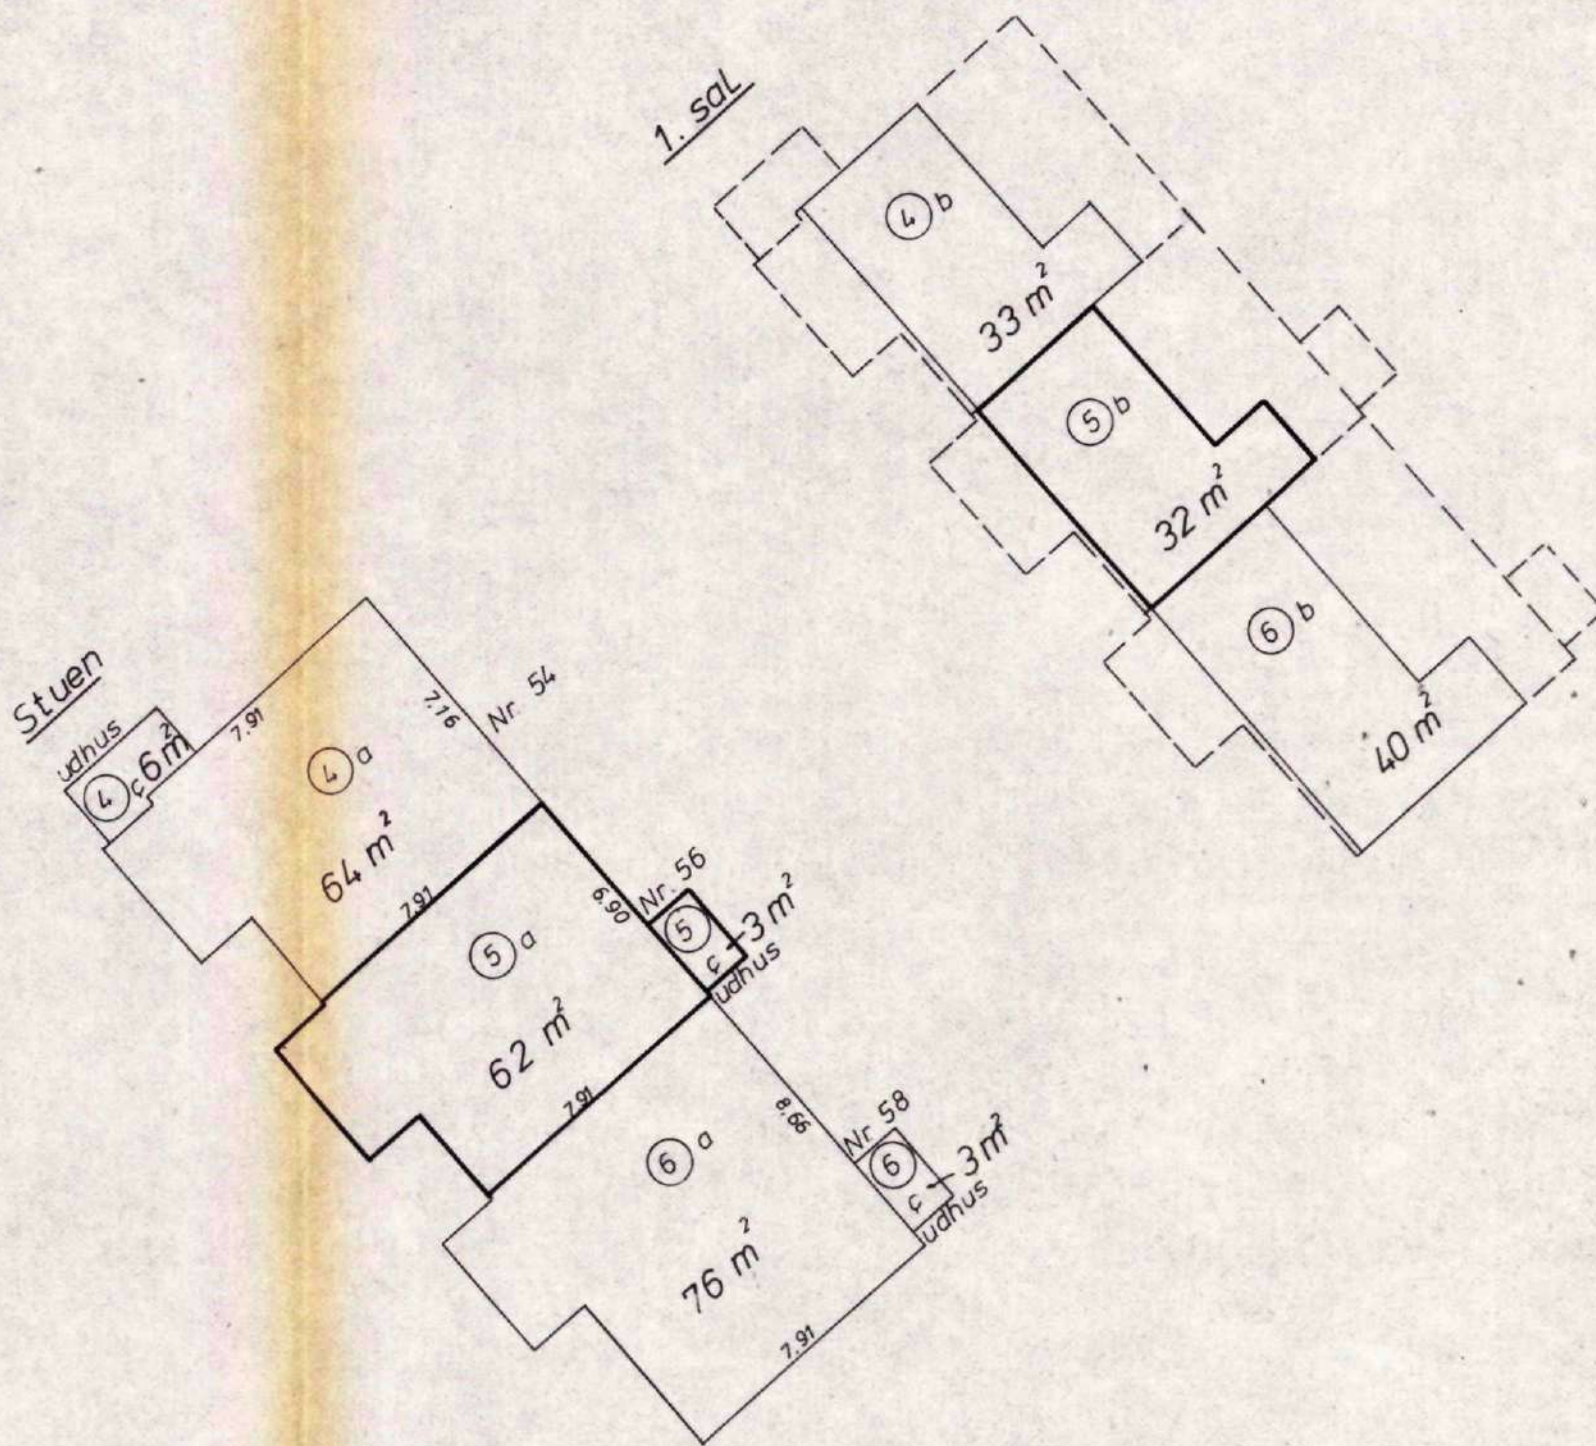 1. sal
4 b
33 m²
5 b
32 m²
6 b
40 m²
Stuen
udhus
4 c 6 m²
7.91
7.16
Nr. 54
4 a
64 m²
7.91
6.90
Nr. 56
5 c 3 m²
udhus
5 a
62 m²
7.91
8.66
Nr 58
6 c 3 m²
udhus
6 a
76 m²
7.91